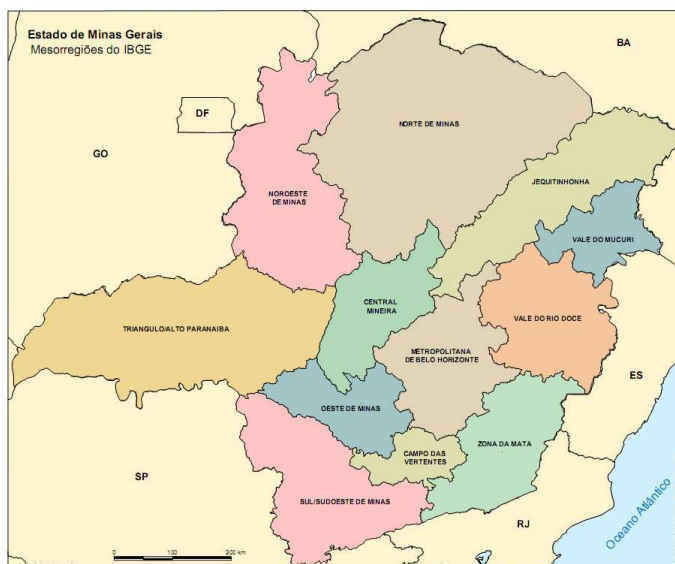 Estado de Minas Gerais
Mesorregiões do IBGE
BA
DF
NORTE DE MINAS
GO
JEQUITINHONHA
NOROESTE
DE MINAS
VALE DO MUCURI
CENTRAL
MINEIRA
VALE DO RIO DOCE
TRIANGULO/ALTO PARANAIBA
METROPOLITANA
DE BELO HORIZONTE
ES
OESTE DE MINAS
ZONA DA MATA
CAMPO DAS
VERTENTES
SP
SUL/SUDOESTE DE MINAS
RJ
Oceano Atlântico
0 100 200 km